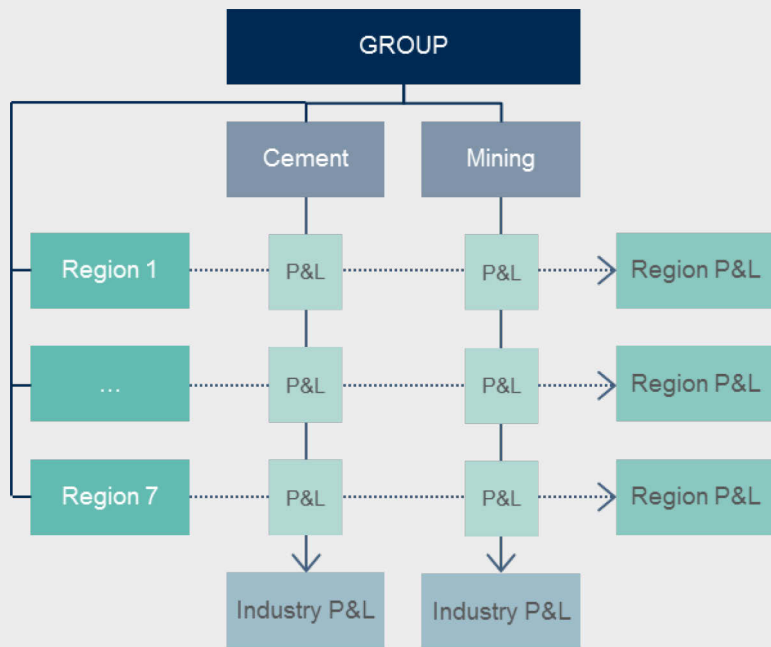 GROUP
Cement
Mining
Region 1
P&L
P&L
Region P&L
...
P&L
P&L
Region P&L
Region 7
P&L
P&L
Region P&L
Industry P&L
Industry P&L